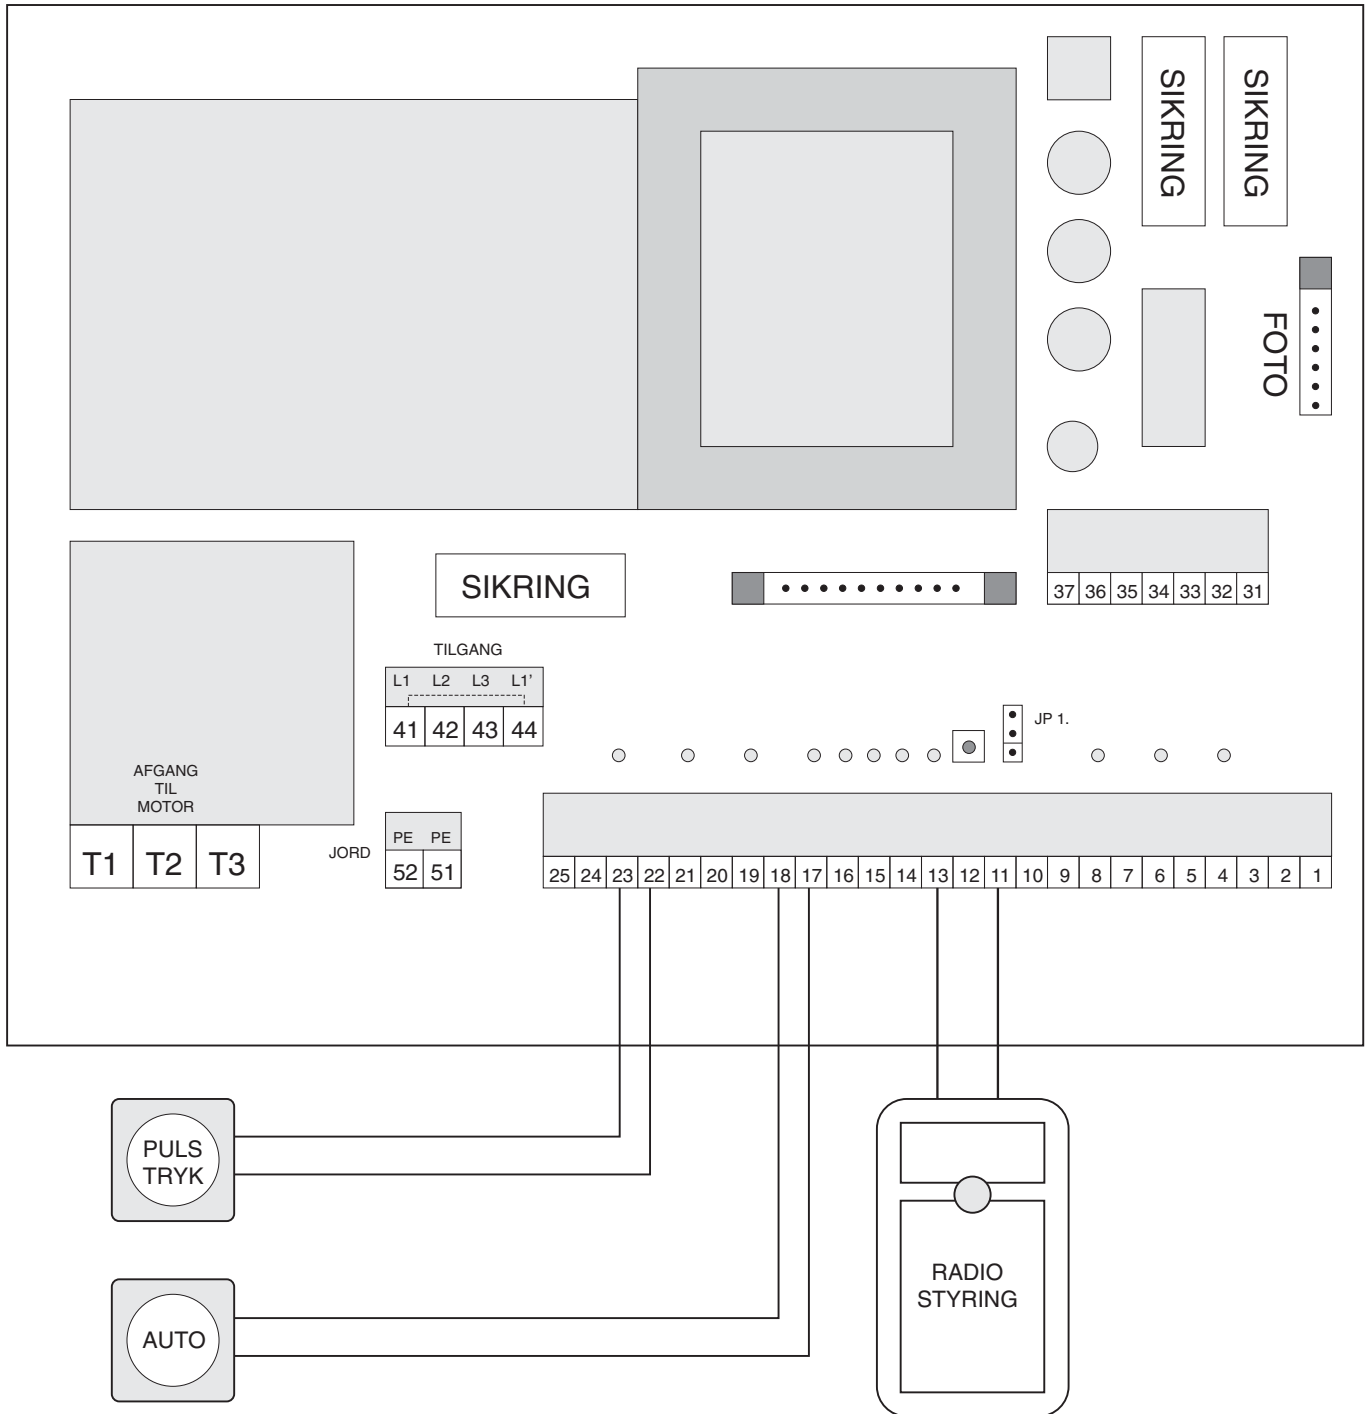 SIKRING
SIKRING
FOTO
SIKRING
37 36 35 34 33 32 31
TILGANG
L1 L2 L3 L1’
41 42 43 44
JP 1.
AFGANG
TIL
MOTOR
T1 T2 T3
JORD
PE PE
52 51
25 24 23 22 21 20 19 18 17 16 15 14 13 12 11 10 9 8 7 6 5 4 3 2 1
PULS
TRYK
AUTO
RADIO
STYRING